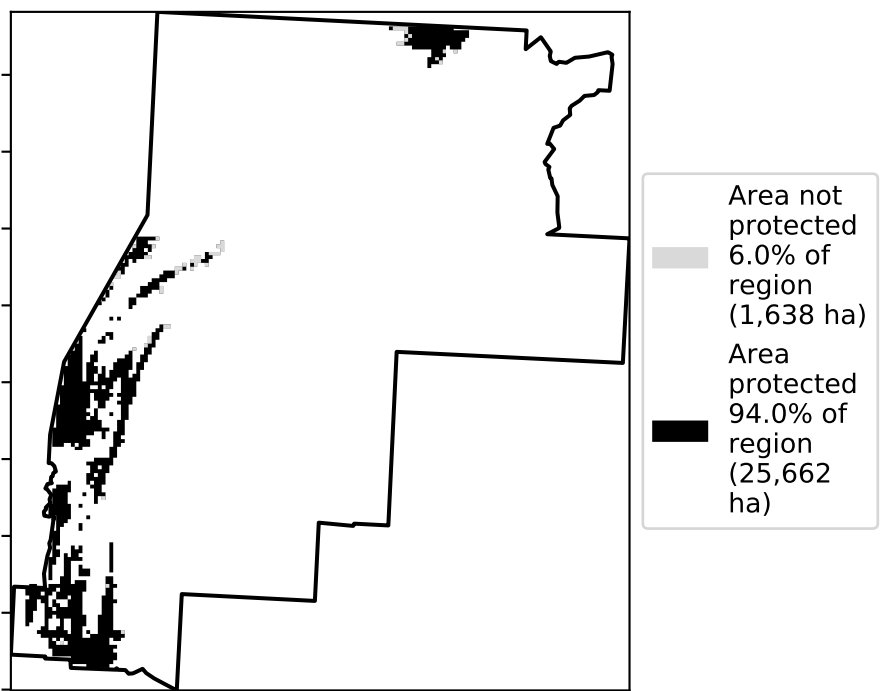 Area not
protected
6.0% of
region
(1,638 ha)
Area
protected
94.0% of
region
(25,662
ha)